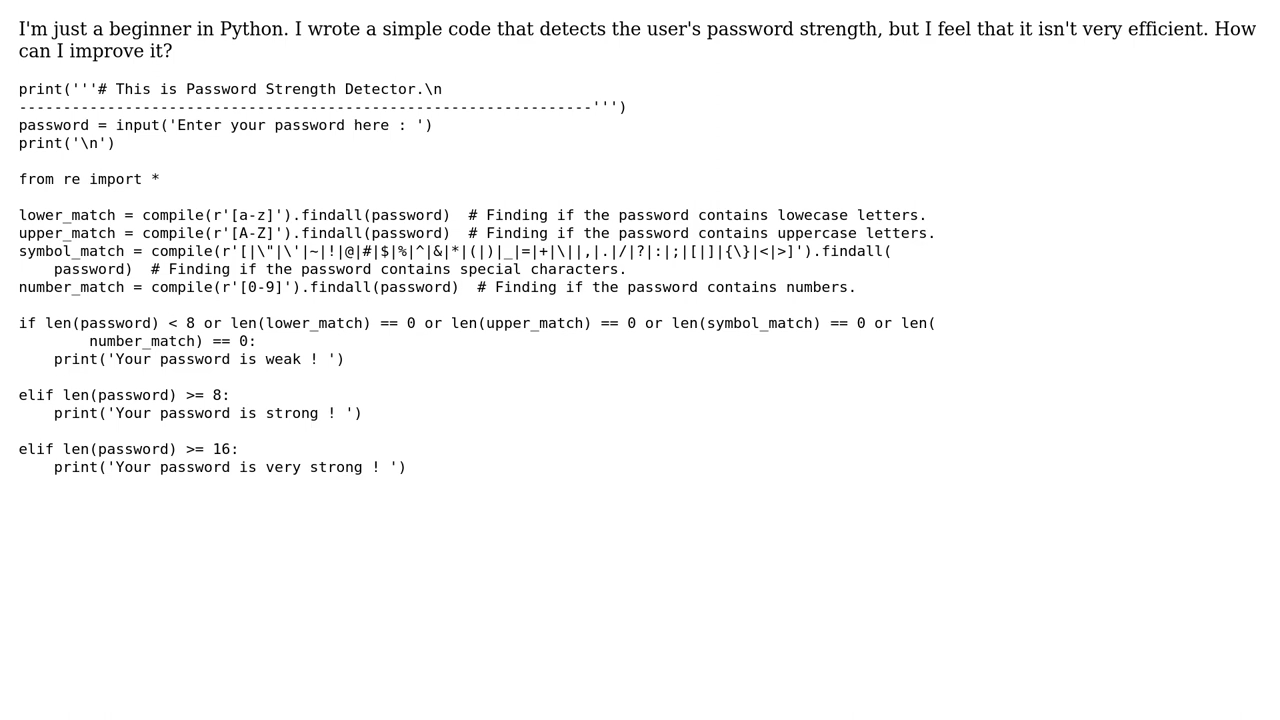 I'm just a beginner in Python. I wrote a simple code that detects the user's password strength, but I feel that it isn't very efficient. How
can I improve it?
print('''# This is Password Strength Detector.\n
-----------------------------------------------------------------''')
password = input('Enter your password here : ')
print('\n')
from re import *
lower_match = compile(r'[a-z]').findall(password)  # Finding if the password contains lowecase letters.
upper_match = compile(r'[A-Z]').findall(password)  # Finding if the password contains uppercase letters.
symbol_match = compile(r'[|\"|\'|~|!|@|#|$|%|^|&|*|(|)|_|=|+|\||,|.|/|?|:|;|[|]|{\}|<|>]').findall(
    password)  # Finding if the password contains special characters.
number_match = compile(r'[0-9]').findall(password)  # Finding if the password contains numbers.
if len(password) < 8 or len(lower_match) == 0 or len(upper_match) == 0 or len(symbol_match) == 0 or len(
        number_match) == 0:
    print('Your password is weak ! ')
elif len(password) >= 8:
    print('Your password is strong ! ')
elif len(password) >= 16:
    print('Your password is very strong ! ')